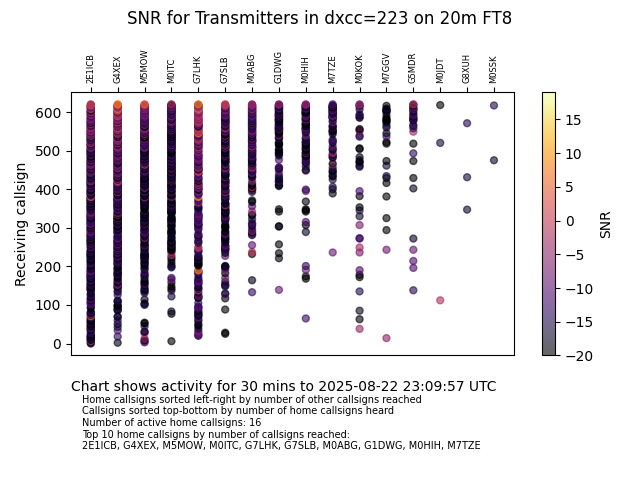 SNR for Transmitters in dxcc=223 on 20m FT8
2E1ICB G4XEX M5MOW M0ITC G7LHK G7SLB M0ABG G1DWG M0HIH M7TZE M0KOK M7GGV G5MDR M0JDT G8XUH M0SSK
600
500
400
300
200
100
0
Receiving callsign
15
10
5
0
−5
−10
−15
−20
SNR
Chart shows activity for 30 mins to 2025-08-22 23:09:57 UTC
Home callsigns sorted left-right by number of other callsigns reached
Callsigns sorted top-bottom by number of home callsigns heard
Number of active home callsigns: 16
Top 10 home callsigns by number of callsigns reached:
2E1ICB, G4XEX, M5MOW, M0ITC, G7LHK, G7SLB, M0ABG, G1DWG, M0HIH, M7TZE